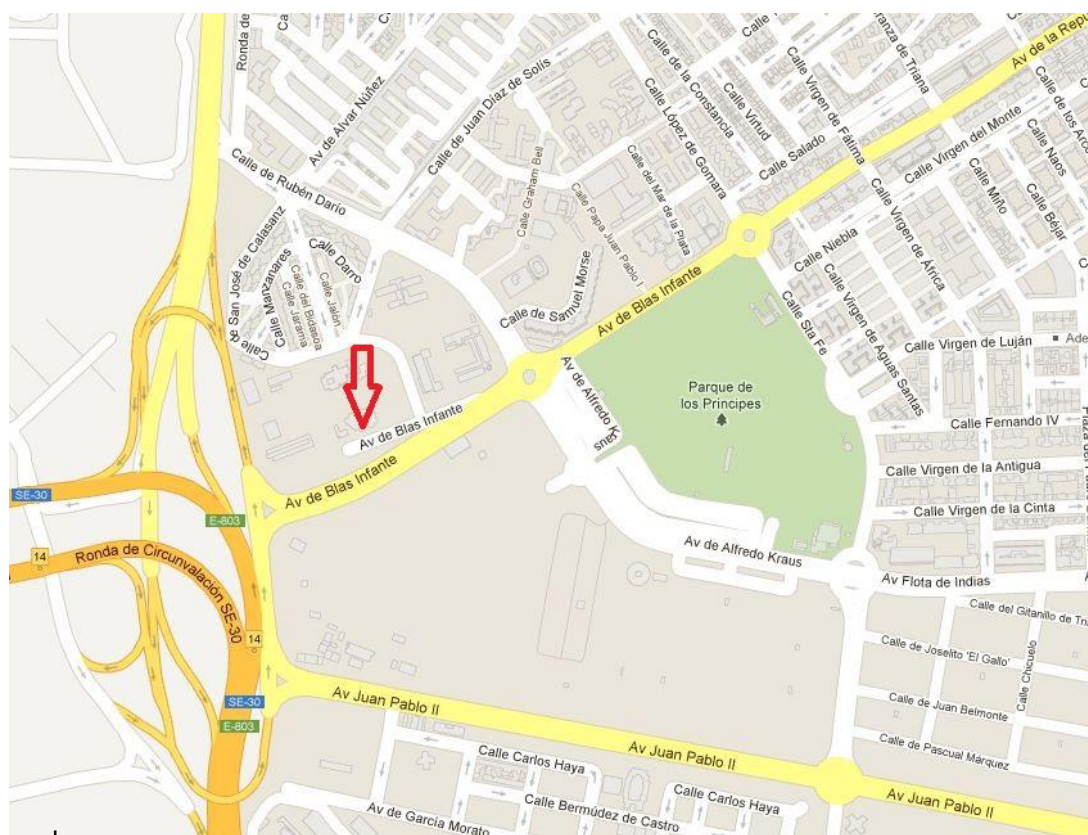 Ronda de
Av de Alvar Núñez
Calle de Juan Díaz de Solís
Calle de la Constancia
Calle Virtud
Calle López de Gomara
Calle Virgen de Fátima
anza de Triana
Av de la Repú
Calle de los Arcos
Calle Salado
Calle Virgen del Monte
Calle Naos
Calle Miño
Calle Béjar
Calle de Rubén Darío
Calle Graham Bell
Calle Papa Juan Pablo I
Calle del Mar de la Plata
Calle Niebla
Calle Virgen de África
Calle de San José de Calasanz
Calle Manzanares
Calle Darro
Calle Jalón
Calle del Bidasoa
Calle Jarama
Calle de Samuel Morse
Av de Blas Infante
Calle Sta Fe
Calle Virgen de Aguas Santas
Calle Virgen de Luján
Ade
Parque de
los Principes
Av de Alfredo Kraus
Av de Blas Infante
Av de Blas Infante
Calle Fernando IV
Calle Virgen de la Antigua
Calle Virgen de la Cinta
SE-30
E-803
14
Ronda de Circunvalación SE-30
14
Av de Alfredo Kraus
Av Flota de Indias
Calle del Gitanillo de Tria
Calle de Joselito 'El Gallo'
Calle Chicuelo
Calle de Juan Belmonte
Calle de Pascual Márquez
SE-30
E-803
Av Juan Pablo II
Av Juan Pablo II
Av Juan Pablo II
Calle Carlos Haya
Calle Carlos Haya
Calle Bermúdez de Castro
Av de García Morato